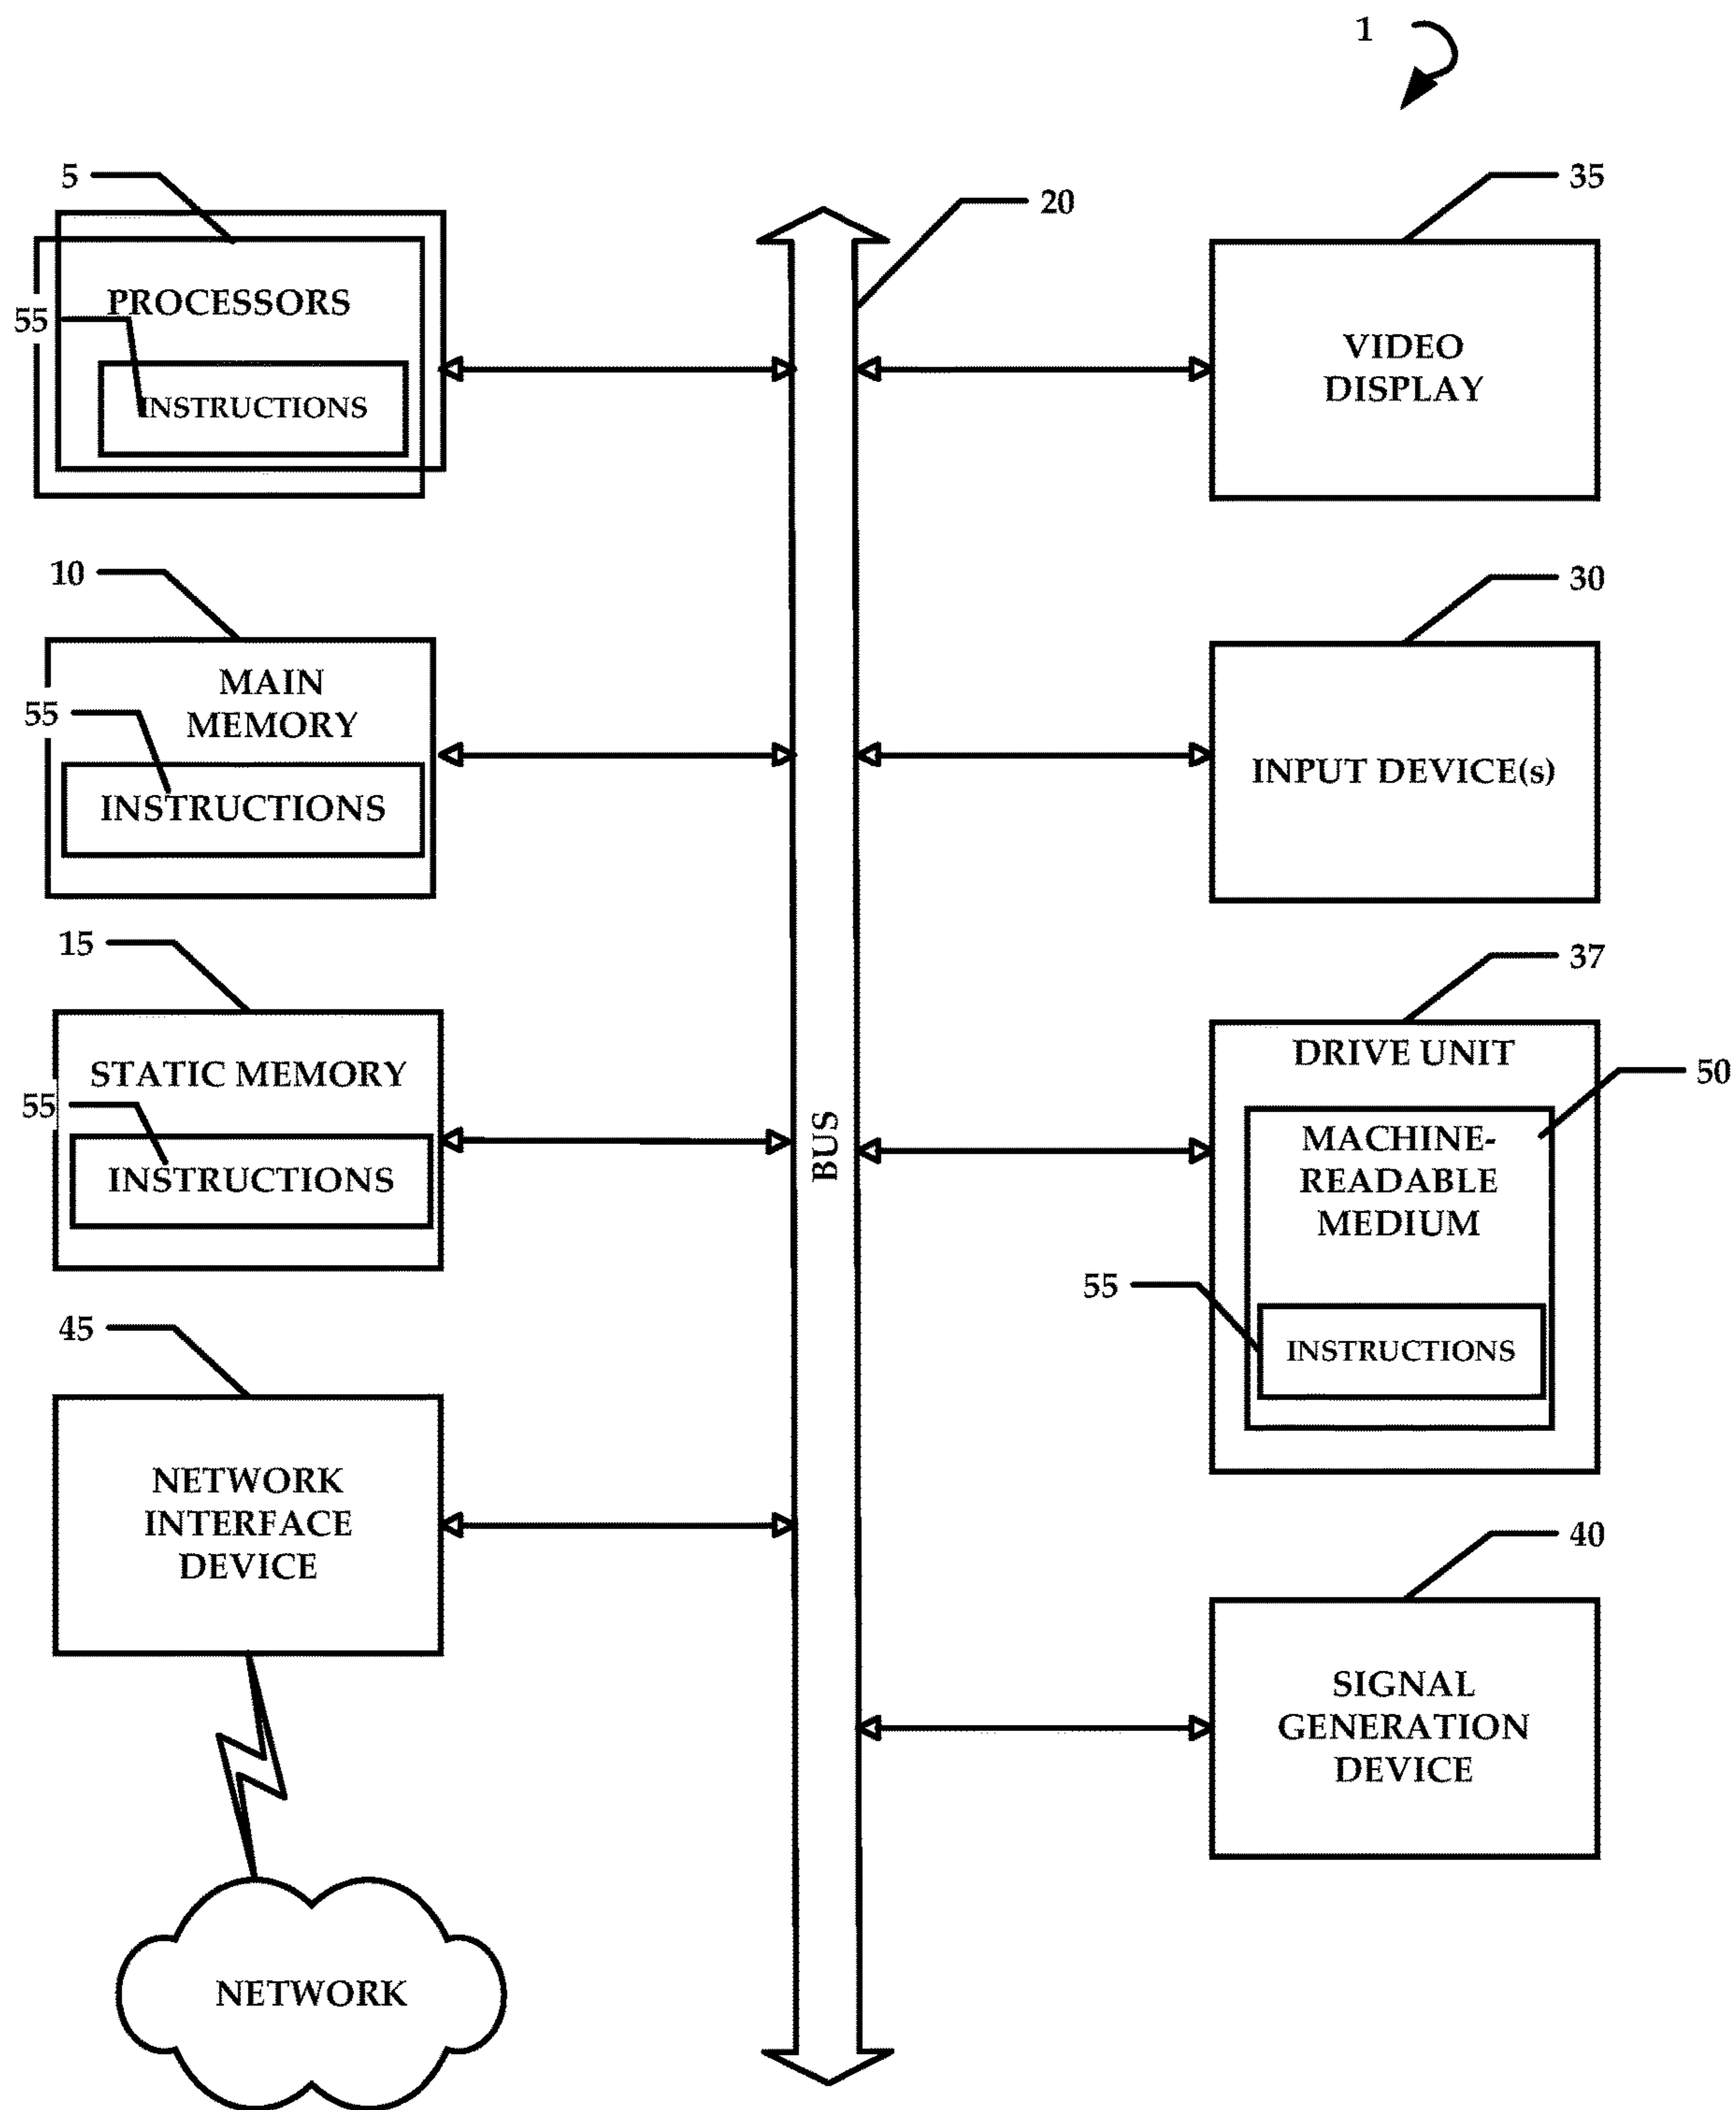 1
5
PROCESSORS
55
INSTRUCTIONS
10
MAIN
MEMORY
55
INSTRUCTIONS
15
STATIC MEMORY
55
INSTRUCTIONS
45
NETWORK
INTERFACE
DEVICE
NETWORK
20
BUS
35
VIDEO
DISPLAY
30
INPUT DEVICE(s)
37
DRIVE UNIT
50
MACHINE-
READABLE
MEDIUM
55
INSTRUCTIONS
40
SIGNAL
GENERATION
DEVICE